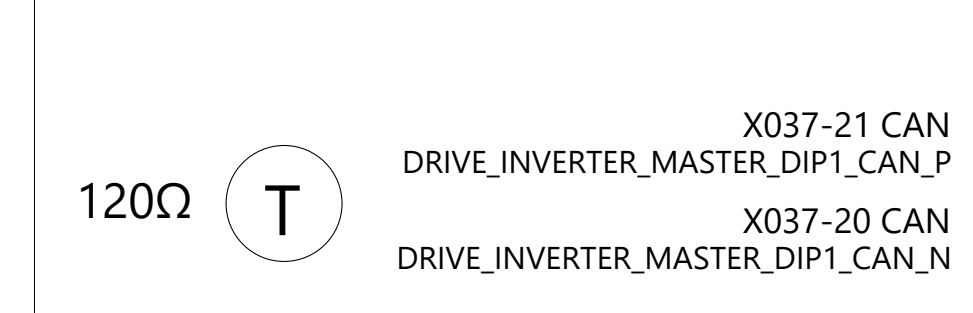 X037-21 CAN
DRIVE_INVERTER_MASTER_DIP1_CAN_P
120Ω T
X037-20 CAN
DRIVE_INVERTER_MASTER_DIP1_CAN_N